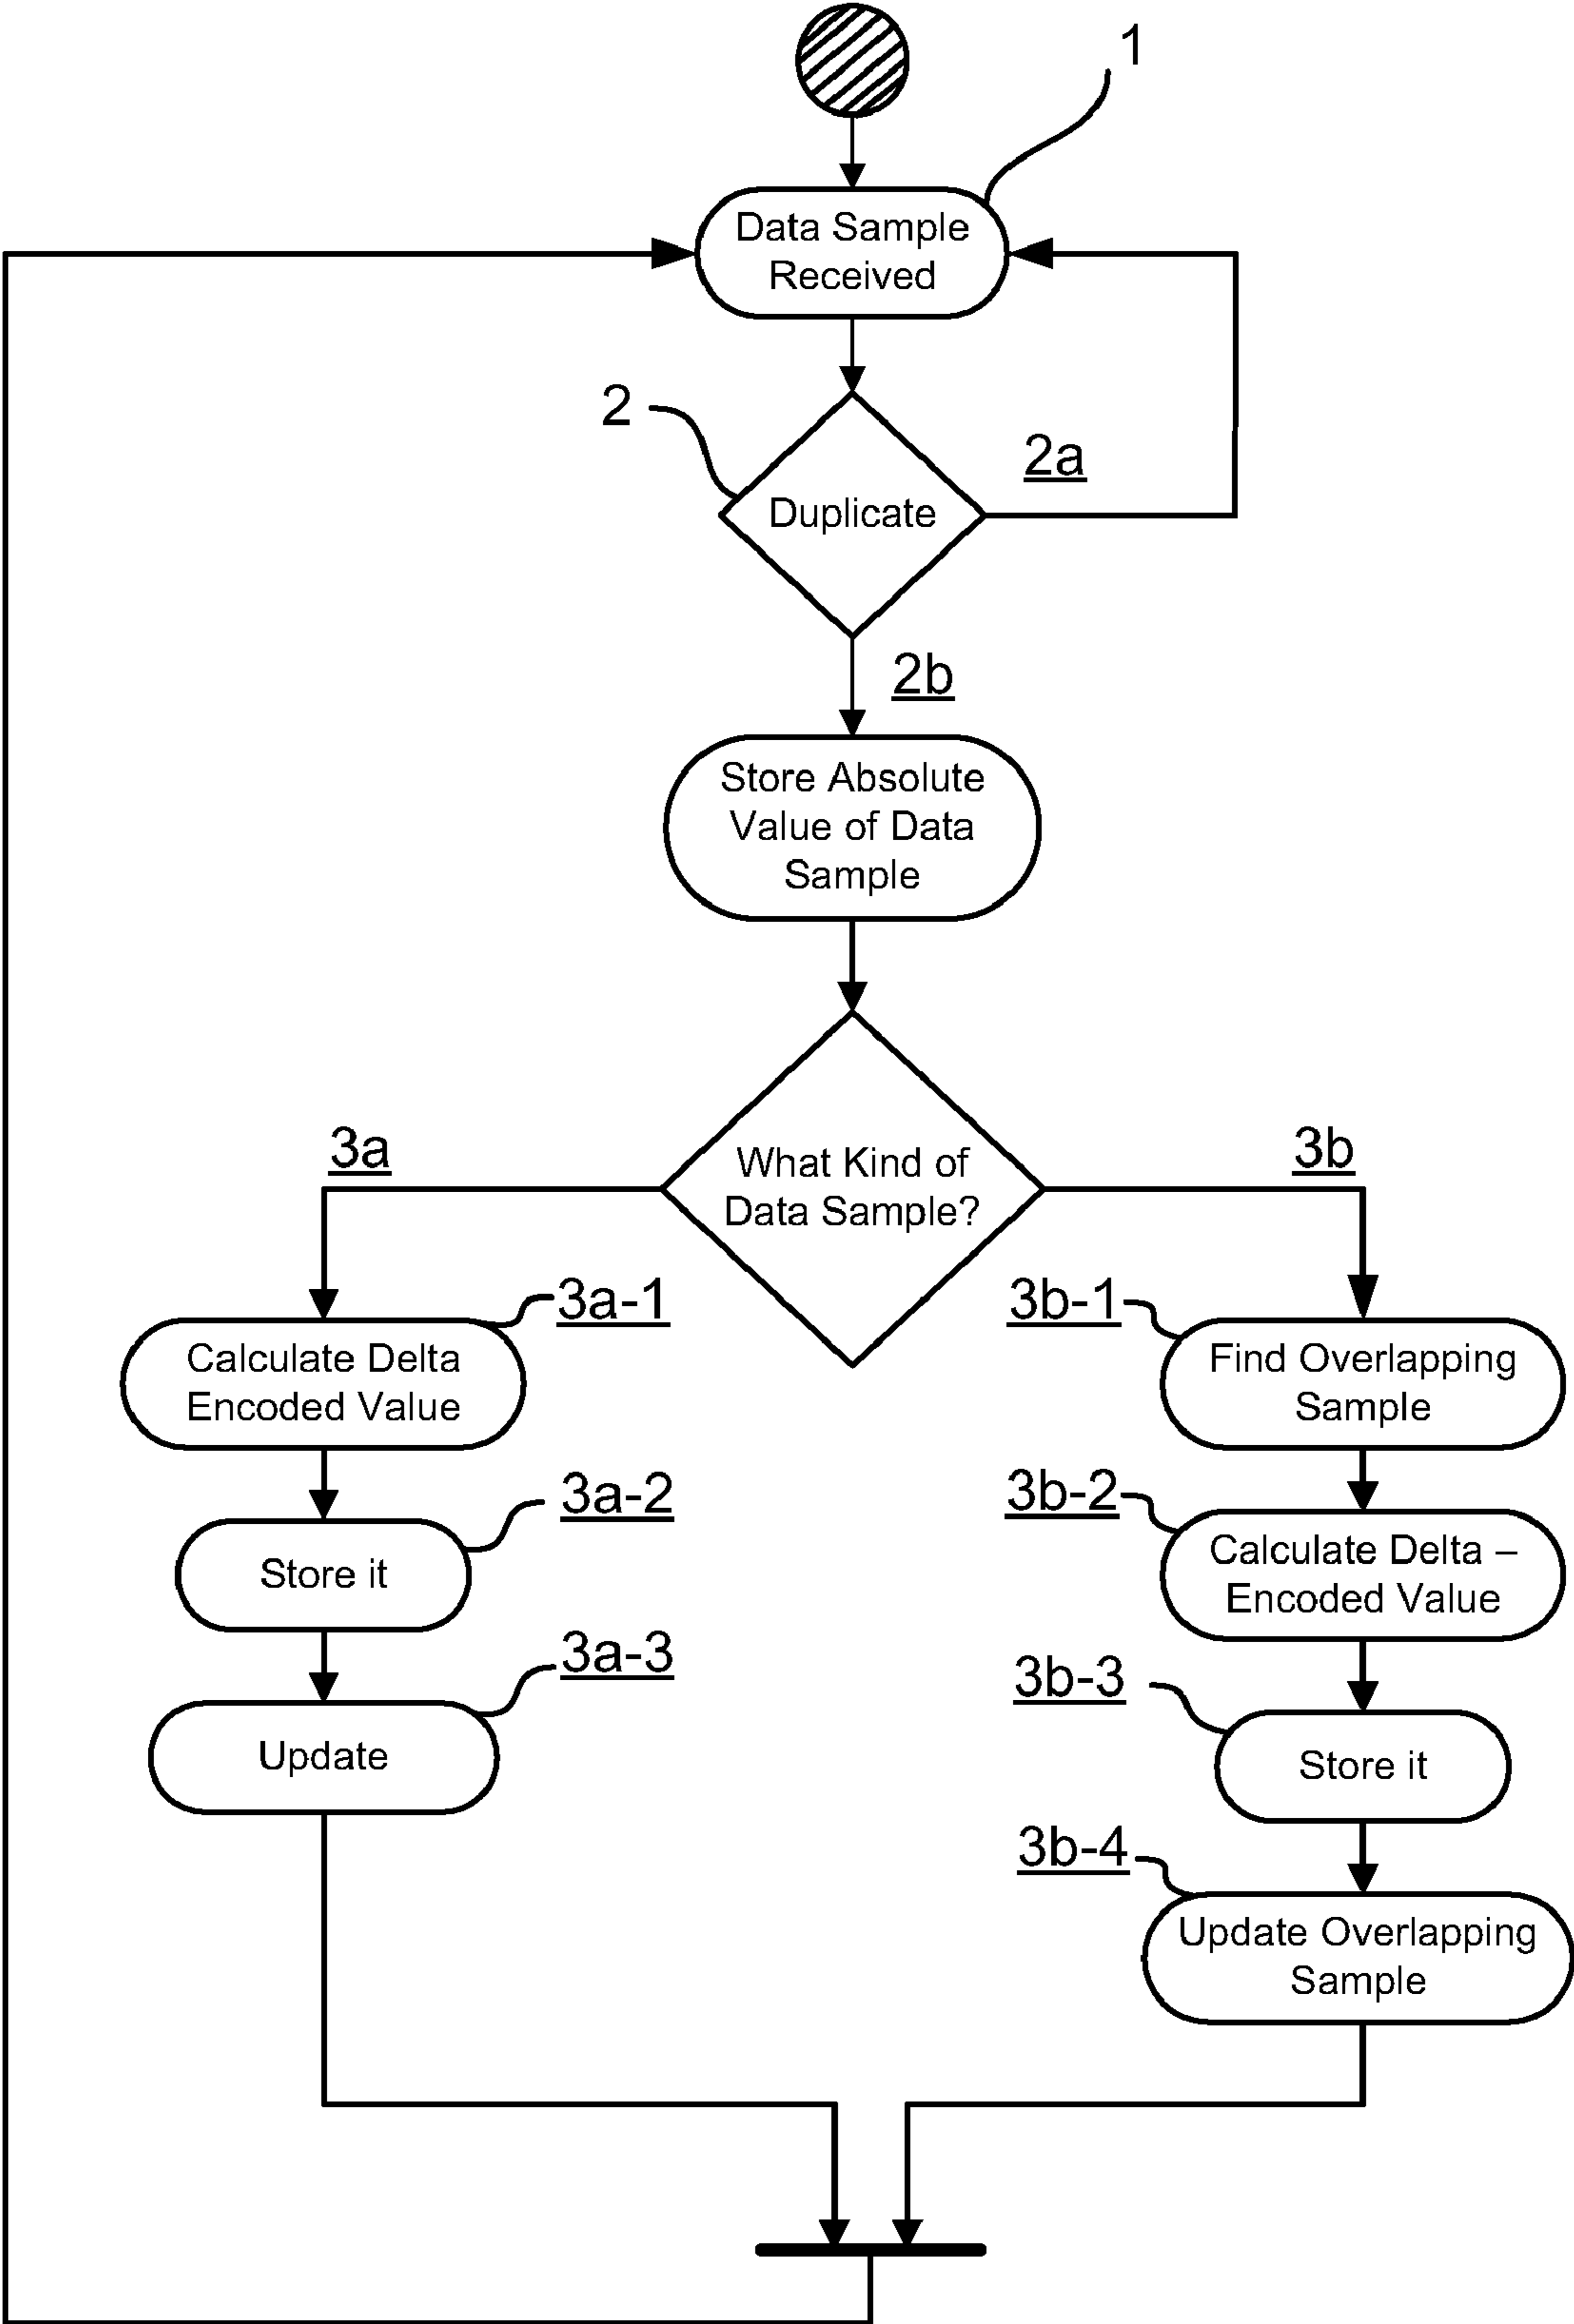 1
Data Sample
Received
2
2a
Duplicate
2b
Store Absolute
Value of Data
Sample
3a
What Kind of
Data Sample?
3b
3a-1
Calculate Delta
Encoded Value
3a-2
Store it
3a-3
Update
3b-1
Find Overlapping
Sample
3b-2
Calculate Delta –
Encoded Value
3b-3
Store it
3b-4
Update Overlapping
Sample